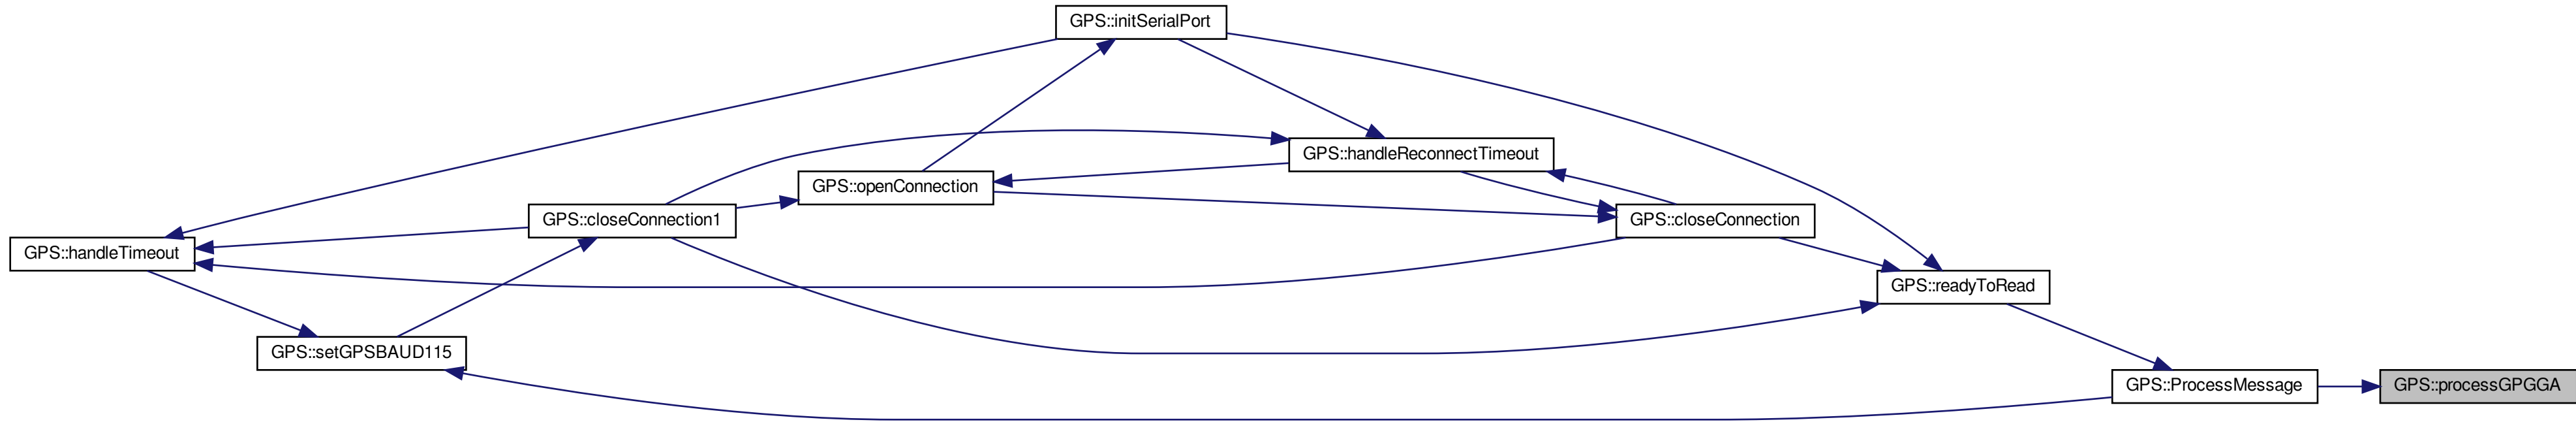 GPS::initSerialPort
GPS::handleReconnectTimeout
GPS::openConnection
GPS::closeConnection1
GPS::closeConnection
GPS::handleTimeout
GPS::readyToRead
GPS::setGPSBAUD115
GPS::ProcessMessage
GPS::processGPGGA